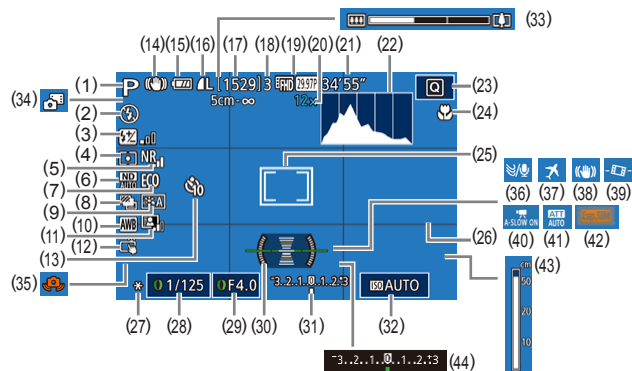 (33)
(14) (15) (16) (17) (18) (19) (20) (21) (22)
(1) P L [1529] 3 FHD 29.97P 34'55" Q (23)
(34) 5cm - ∞ 12x
(2) (24)
(3)
(4) NR (25)
(5)
(6) ND AUTO ECO
(7) 10 (36) (37) (38) (39)
(8) A
(9) A-SLOW ON ATT AUTO
(10) AWB (26) (40) (41) (42)
(11)
(12)
(13) (43)
(35) cm
50
* 1/125 F4.0 -3..2..1..0..1..2..+3 ISO AUTO 20
(27) (28) (29) (30) (31) (32) 10
-3..2..1..0..1..2..+3 (44)